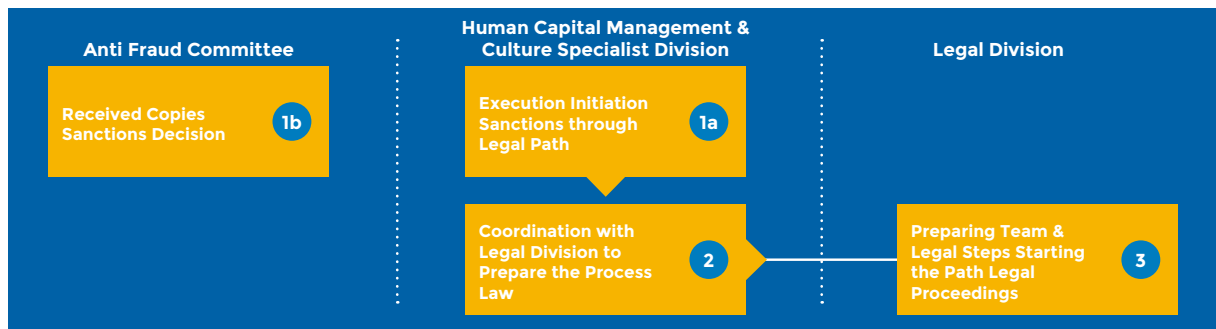 Anti Fraud Committee
Human Capital Management &
Culture Specialist Division
Legal Division
Received Copies
Sanctions Decision
1b
Execution Initiation
Sanctions through
Legal Path
1a
Coordination with
Legal Division to
Prepare the Process
Law
2
Preparing Team &
Legal Steps Starting
the Path Legal
Proceedings
3